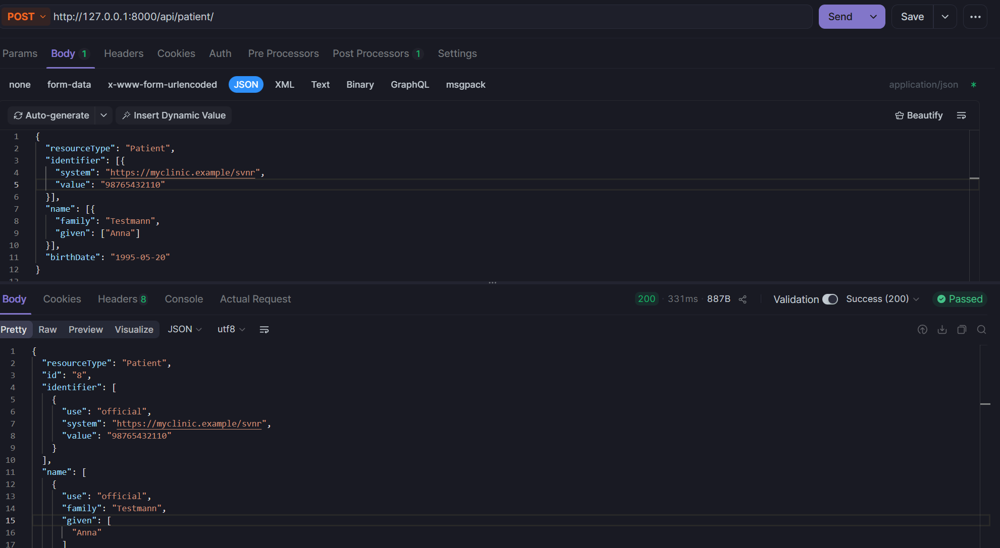 POST http://127.0.0.1:8000/api/patient/ Send Save
Params Body 1 Headers Cookies Auth Pre Processors Post Processors 1 Settings
none form-data x-www-form-urlencoded JSON XML Text Binary GraphQL msgpack application/json *
Auto-generate Insert Dynamic Value Beautify
1 {
2 "resourceType": "Patient",
3 "identifier": [{
4 "system": "https://myclinic.example/svnr",
5 "value": "98765432110"
6 }],
7 "name": [{
8 "family": "Testmann",
9 "given": ["Anna"]
10 }],
11 "birthDate": "1995-05-20"
12 }
13
Body Cookies Headers 8 Console Actual Request 200 · 331ms · 887B Validation Success (200) Passed
Pretty Raw Preview Visualize JSON utf8
1 {
2 "resourceType": "Patient",
3 "id": "8",
4 "identifier": [
5 {
6 "use": "official",
7 "system": "https://myclinic.example/svnr",
8 "value": "98765432110"
9 }
10 ],
11 "name": [
12 {
13 "use": "official",
14 "family": "Testmann",
15 "given": [
16 "Anna"
17 ]